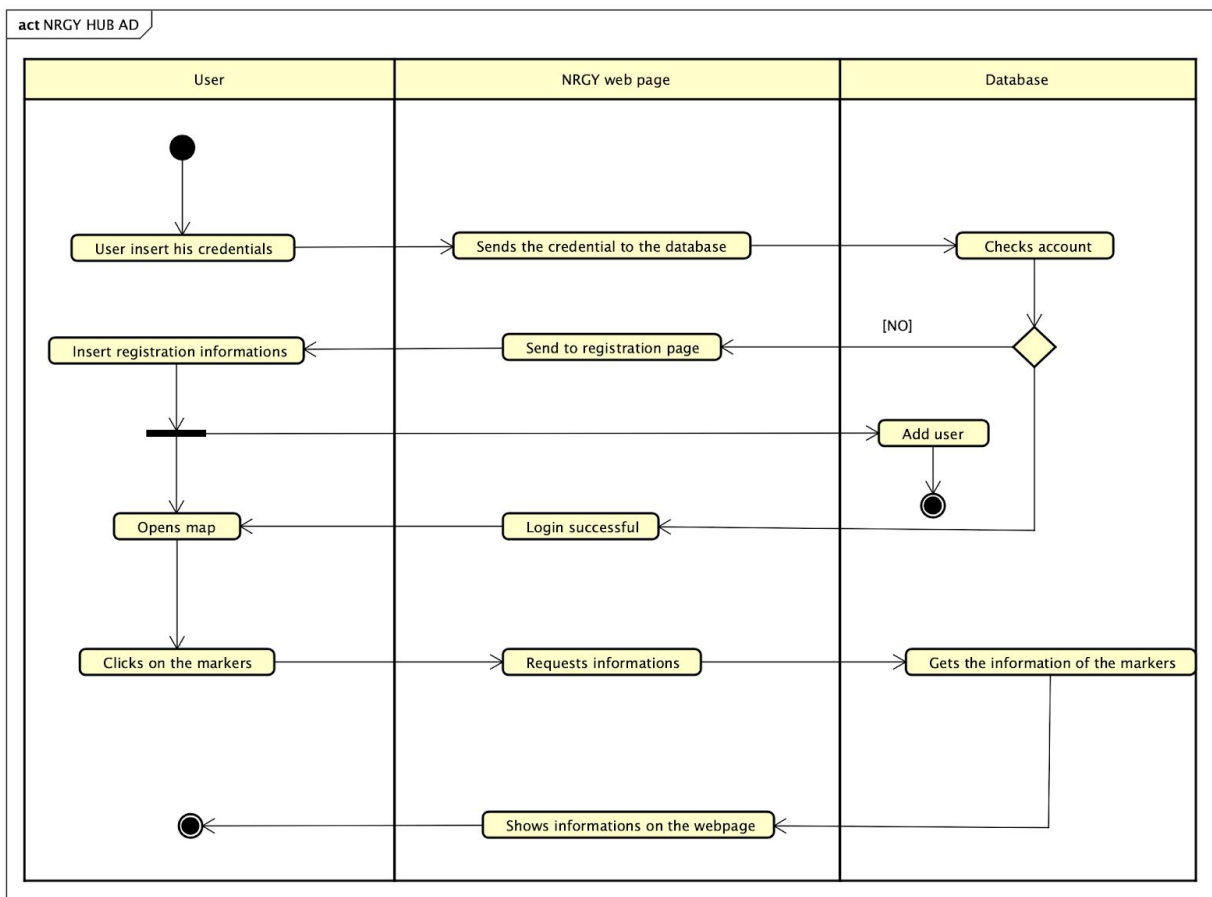 act NRGY HUB AD
User
NRGY web page
Database
User insert his credentials
Sends the credential to the database
Checks account
[NO]
Insert registration informations
Send to registration page
Add user
Opens map
Login successful
Clicks on the markers
Requests informations
Gets the information of the markers
Shows informations on the webpage